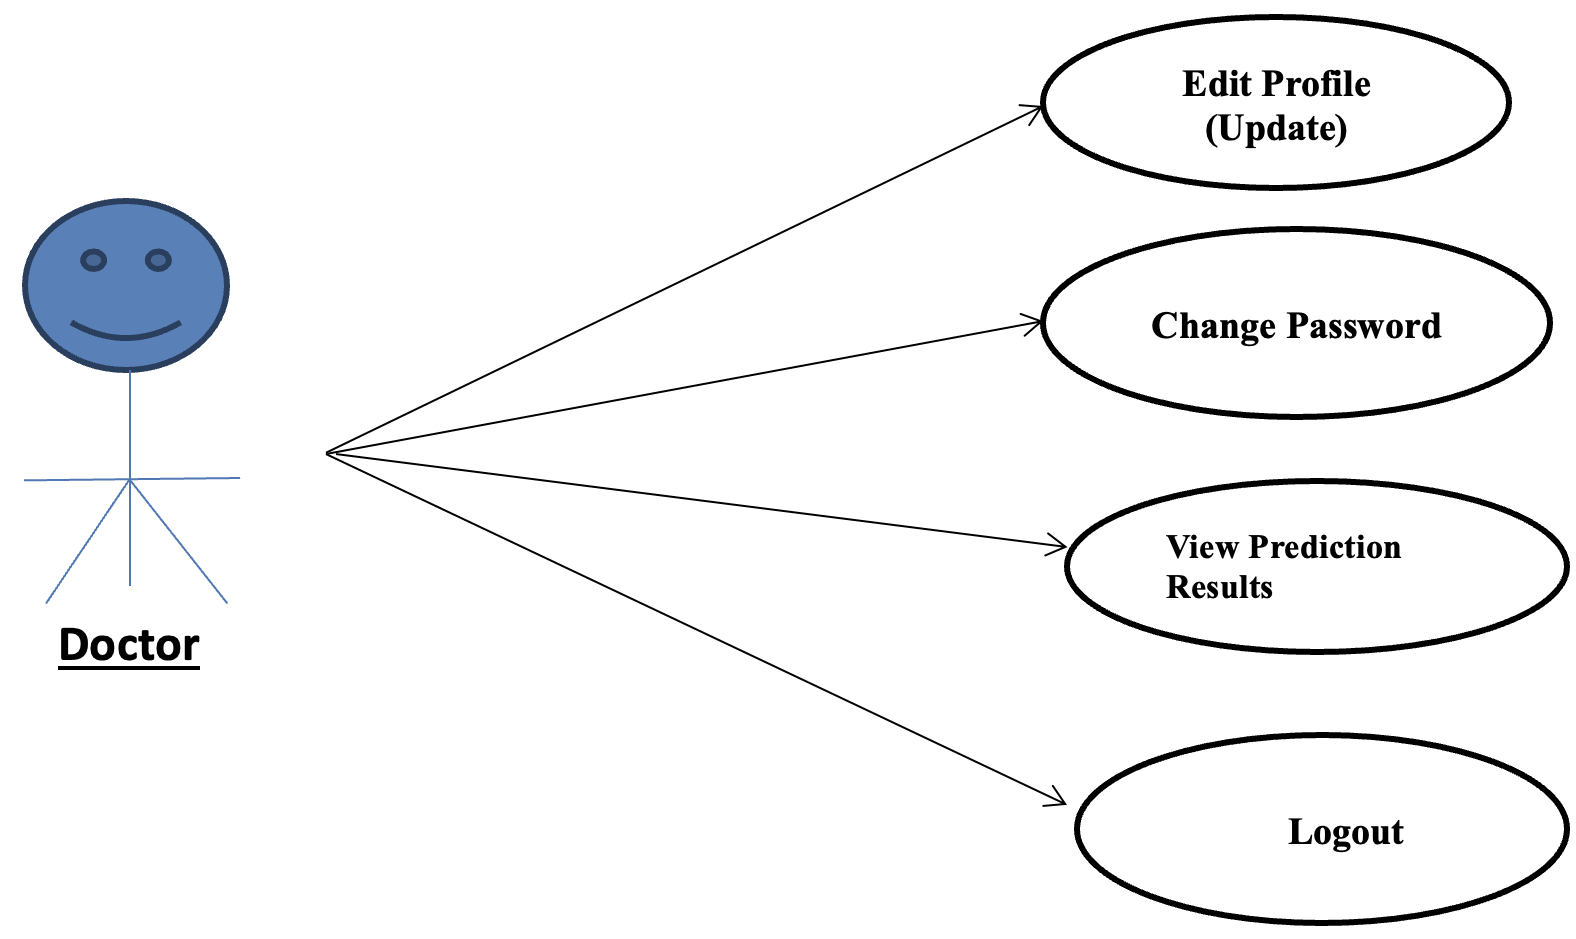 Edit Profile
(Update)
Change Password
View Prediction
Results
Doctor
Logout